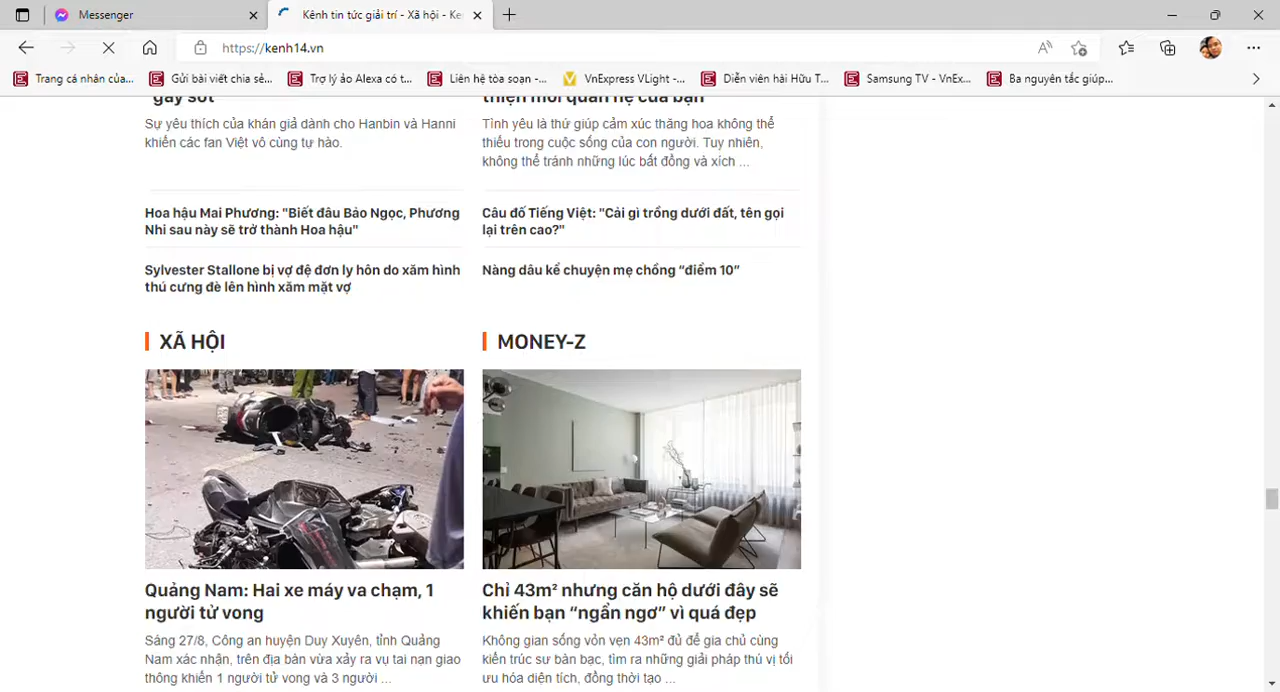 Messenger
Kênh tin tức giải trí - Xã hội - Ke
https://kenh14.vn
Trang cá nhân của...
Gửi bài viết chia sẻ...
Trợ lý ảo Alexa có t...
Liên hệ tòa soạn -...
VnExpress VLight -...
Diễn viên hài Hữu T...
Samsung TV - VnEx...
Ba nguyên tắc giúp...
"gây sốt"
Sự yêu thích của khán giả dành cho Hanbin và Hanni
khiến các fan Việt vô cùng tự hào.
Hoa hậu Mai Phương: "Biết đâu Bảo Ngọc, Phương
Nhi sau này sẽ trở thành Hoa hậu"
Sylvester Stallone bị vợ đệ đơn ly hôn do xăm hình
thú cưng đè lên hình xăm mặt vợ
thiện mối quan hệ của bạn
Tình yêu là thứ giúp cảm xúc thăng hoa không thể
thiếu trong cuộc sống của con người. Tuy nhiên,
không thể tránh những lúc bất đồng và xích ...
Câu đố Tiếng Việt: "Cái gì trồng dưới đất, tên gọi
lại trên cao?"
Nàng dâu kể chuyện mẹ chồng “điểm 10”
XÃ HỘI
Quảng Nam: Hai xe máy va chạm, 1
người tử vong
Sáng 27/8, Công an huyện Duy Xuyên, tỉnh Quảng
Nam xác nhận, trên địa bàn vừa xảy ra vụ tai nạn giao
thông khiến 1 người tử vong và 3 người ...
MONEY-Z
Chỉ 43m² nhưng căn hộ dưới đây sẽ
khiến bạn “ngẩn ngơ” vì quá đẹp
Không gian sống vỏn vẹn 43m² đủ để gia chủ cùng
kiến trúc sư bàn bạc, tìm ra những giải pháp thú vị tối
ưu hóa diện tích, đồng thời tạo ...